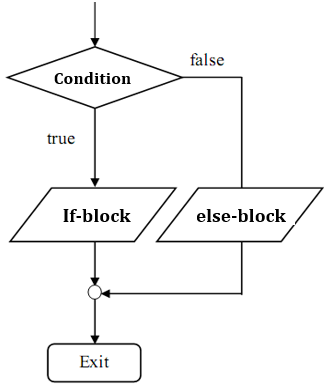 false
Condition
true
If-block
else-block
Exit